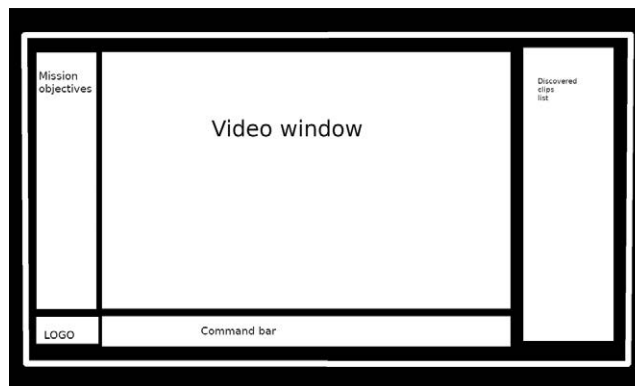 Mission
objectives
Video window
Discovered
clips
list
LOGO
Command bar